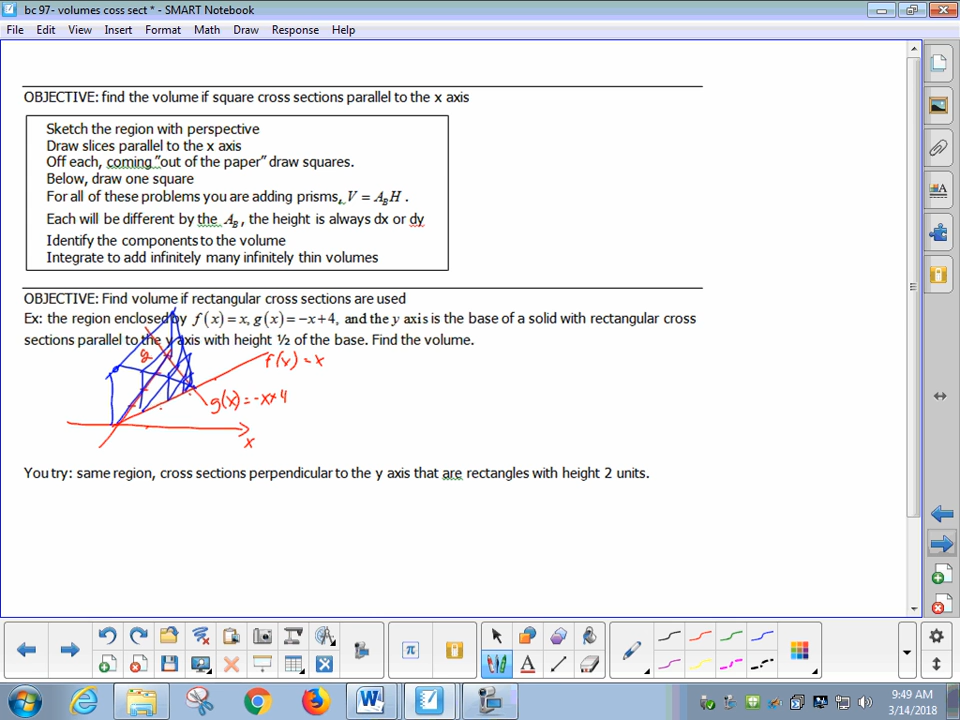 bc 97- volumes coss sect * - SMART Notebook
File Edit View Insert Format Math Draw Response Help
OBJECTIVE: find the volume if square cross sections parallel to the x axis
Sketch the region with perspective
Draw slices parallel to the x axis
Off each, coming "out of the paper" draw squares.
Below, draw one square
For all of these problems you are adding prisms, V = A_B H .
Each will be different by the A_B , the height is always dx or dy
Identify the components to the volume
Integrate to add infinitely many infinitely thin volumes
OBJECTIVE: Find volume if rectangular cross sections are used
Ex: the region enclosed by f(x) = x, g(x) = −x+4, and the y axis is the base of a solid with rectangular cross
sections parallel to the y axis with height ½ of the base. Find the volume.
f(x) = x
g(x) = -x+4
x
You try: same region, cross sections perpendicular to the y axis that are rectangles with height 2 units.
9:49 AM
3/14/2018